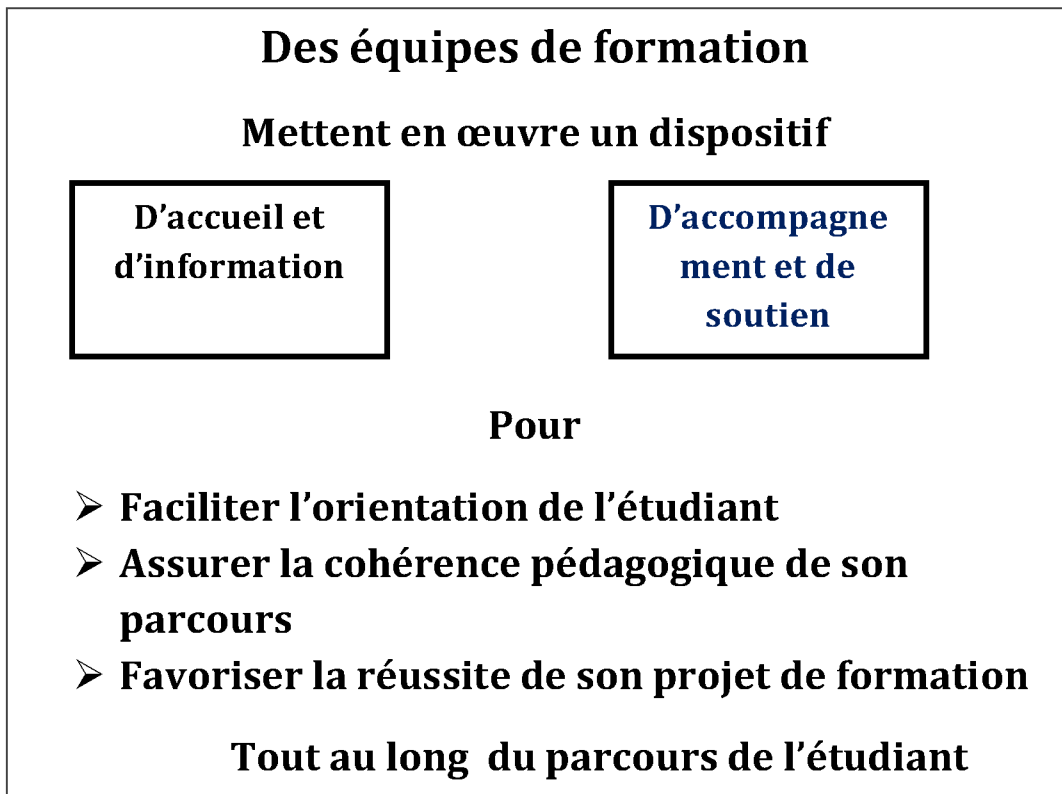 Des équipes de formation
Mettent en œuvre un dispositif
D’accueil et
d’information
D’accompagne
ment et de
soutien
Pour
➢ Faciliter l’orientation de l’étudiant
➢ Assurer la cohérence pédagogique de son
parcours
➢ Favoriser la réussite de son projet de formation
Tout au long  du parcours de l’étudiant